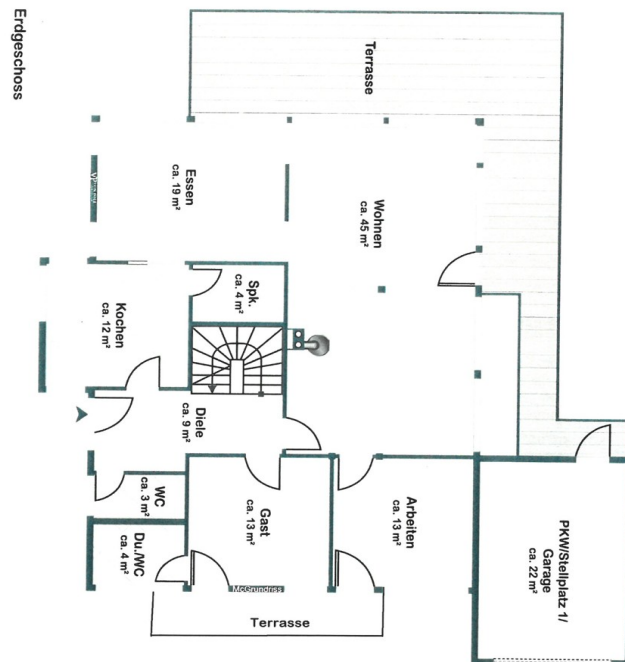 Erdgeschoss
Terrasse
Essen
ca. 19 m²
Wohnen
ca. 45 m²
Spk.
ca. 4 m²
Kochen
ca. 12 m²
Diele
ca. 9 m²
WC
ca. 3 m²
Du./WC
ca. 4 m²
Gast
ca. 13 m²
Arbeiten
ca. 13 m²
PKW/Stellplatz 1/
Garage
ca. 22 m²
McGrundriss
Terrasse